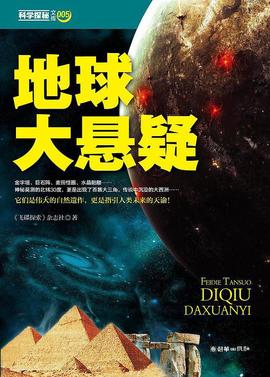 科学探秘
文库
005
地球
大悬疑
金字塔、巨石阵、麦田怪圈、水晶骷髅……
神秘莫测的北纬30度，更是出现了百慕大三角、传说中沉没的大西洲……
它们是伟大的自然遗作，更是指引人类未来的天谕！
《飞碟探索》杂志社 著
FEIDIE TANSUO
DIQIU
DAXUANYI